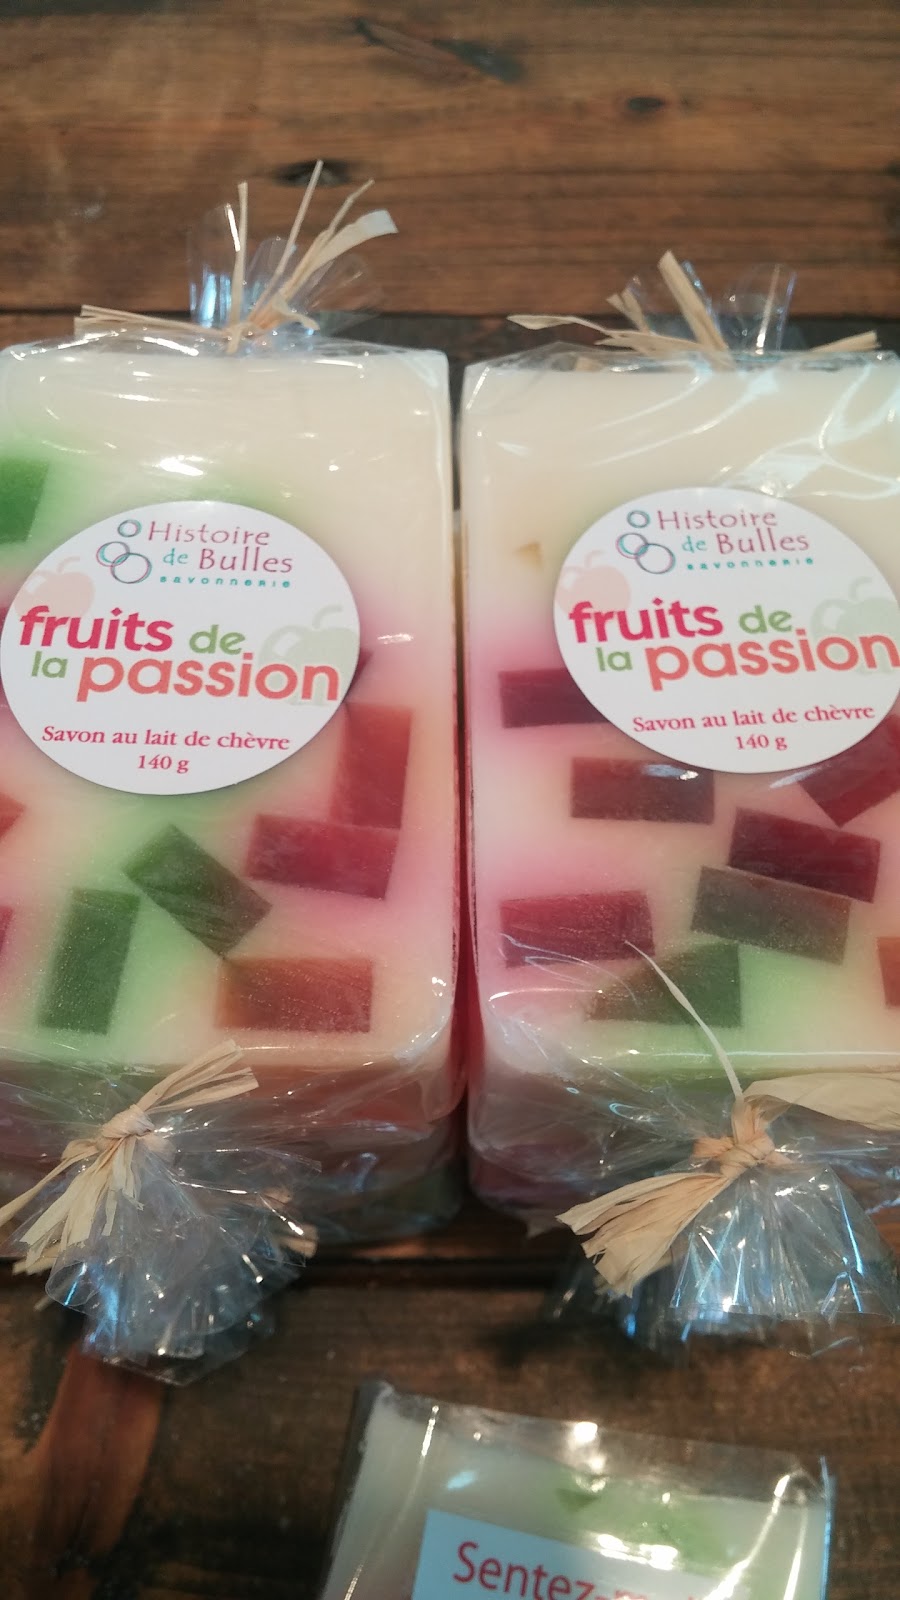 Histoire
de Bulles
savonnerie
fruits de
la passion
Savon au lait de chèvre
140 g
Histoire
de Bulles
savonnerie
fruits de
la passion
Savon au lait de chèvre
140 g